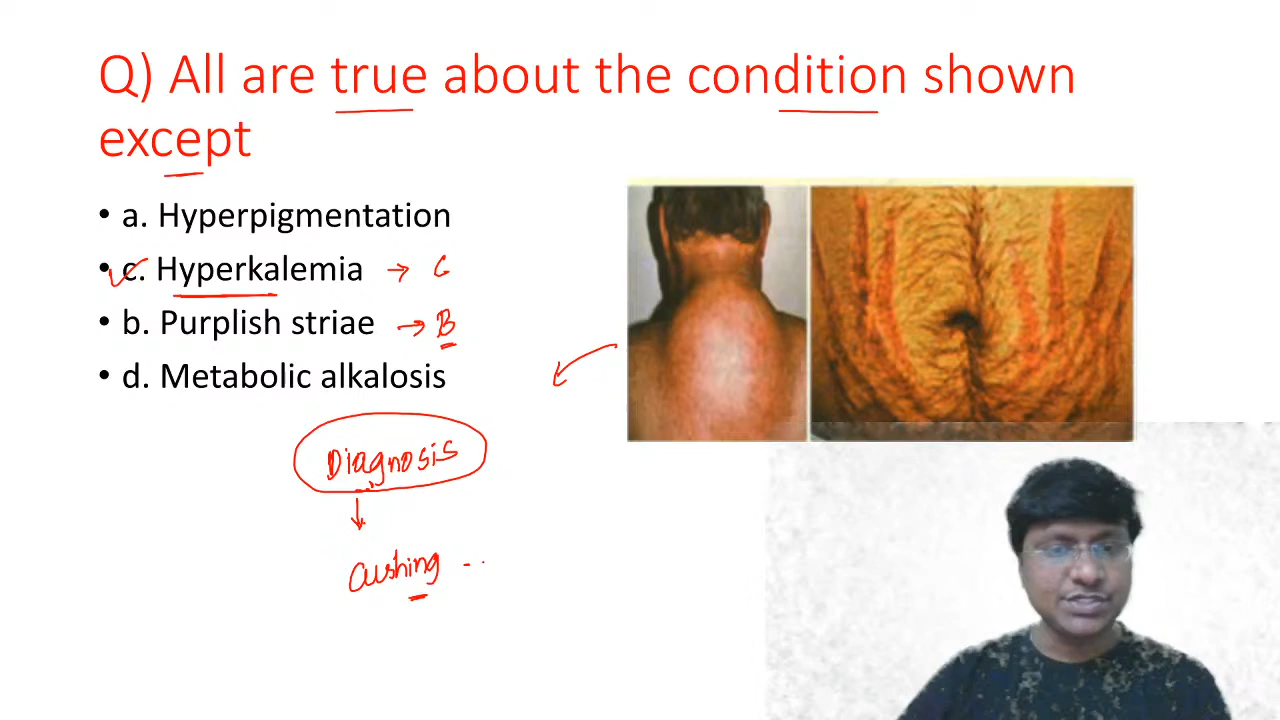 Q) All are true about the condition shown
except
• a. Hyperpigmentation
• c. Hyperkalemia → C
• b. Purplish striae → B
• d. Metabolic alkalosis
Diagnosis
↓
Cushing ...